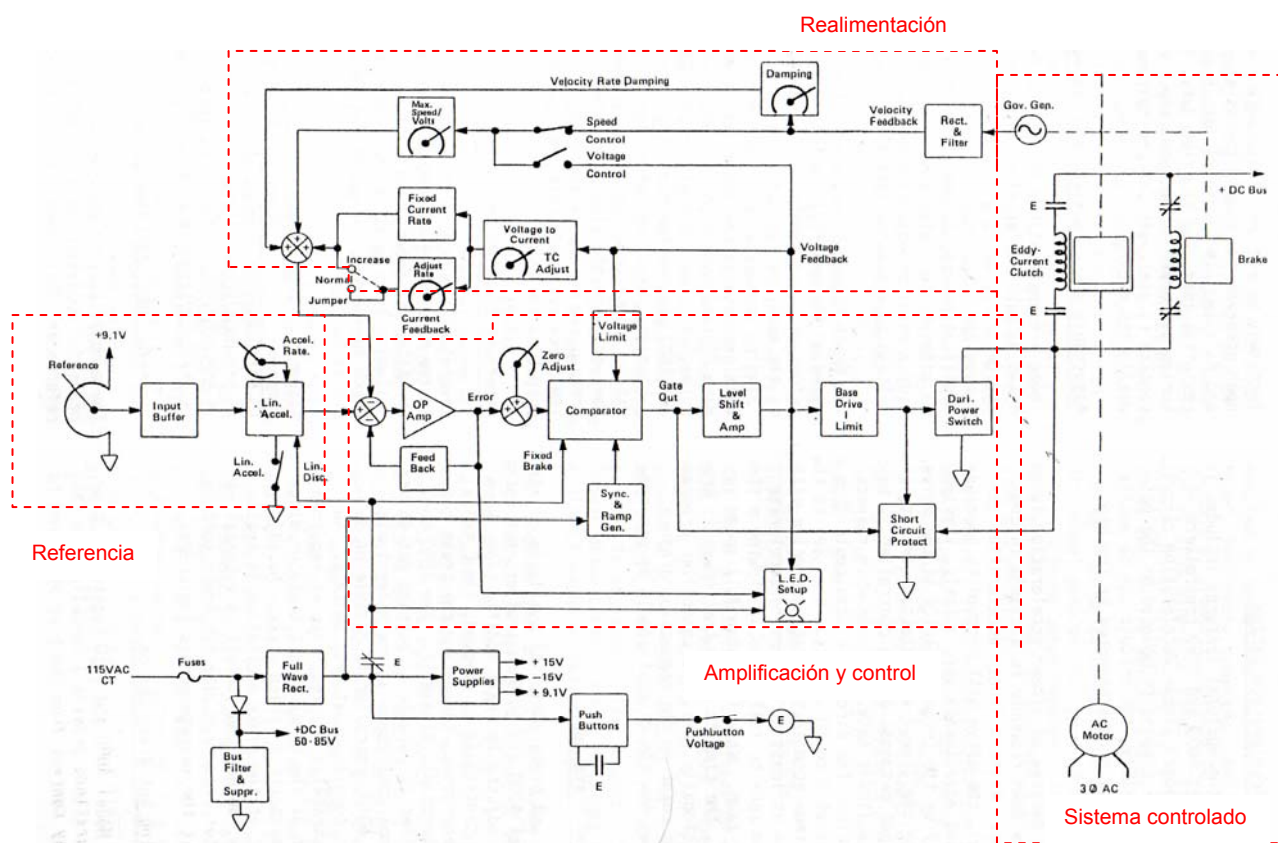 Realimentación
Velocity Rate Damping
Damping
Max.
Speed/
Volts
Speed
Control
Voltage
Control
Velocity
Feedback
Rect.
&
Filter
Gov. Gen.
+ DC Bus
E
Fixed
Current
Rate
Voltage to
Current
TC
Adjust
Voltage
Feedback
Eddy-
Current
Clutch
Brake
Increase
Normal
Jumper
Adjust
Rate
Current
Feedback
E
+9.1V
Reference
Accel.
Rate.
Voltage
Limit
Zero
Adjust
Input
Buffer
Lin.
Accel.
OP
Amp
Error
Comparator
Gate
Out
Level
Shift
&
Amp
Base
Drive
I
Limit
Darl.
Power
Switch
Lin.
Accel.
Lin.
Disc.
Feed
Back
Fixed
Brake
Sync.
&
Ramp
Gen.
Short
Circuit
Protect
Referencia
L.E.D.
Setup
115VAC
CT
Fuses
Full
Wave
Rect.
E
Power
Supplies
+ 15V
–15V
+ 9.1V
Amplificación y control
+DC Bus
50-85V
Push
Buttons
E
Pushbutton
Voltage
E
Bus
Filter
&
Suppr.
AC
Motor
3 Ø AC
Sistema controlado